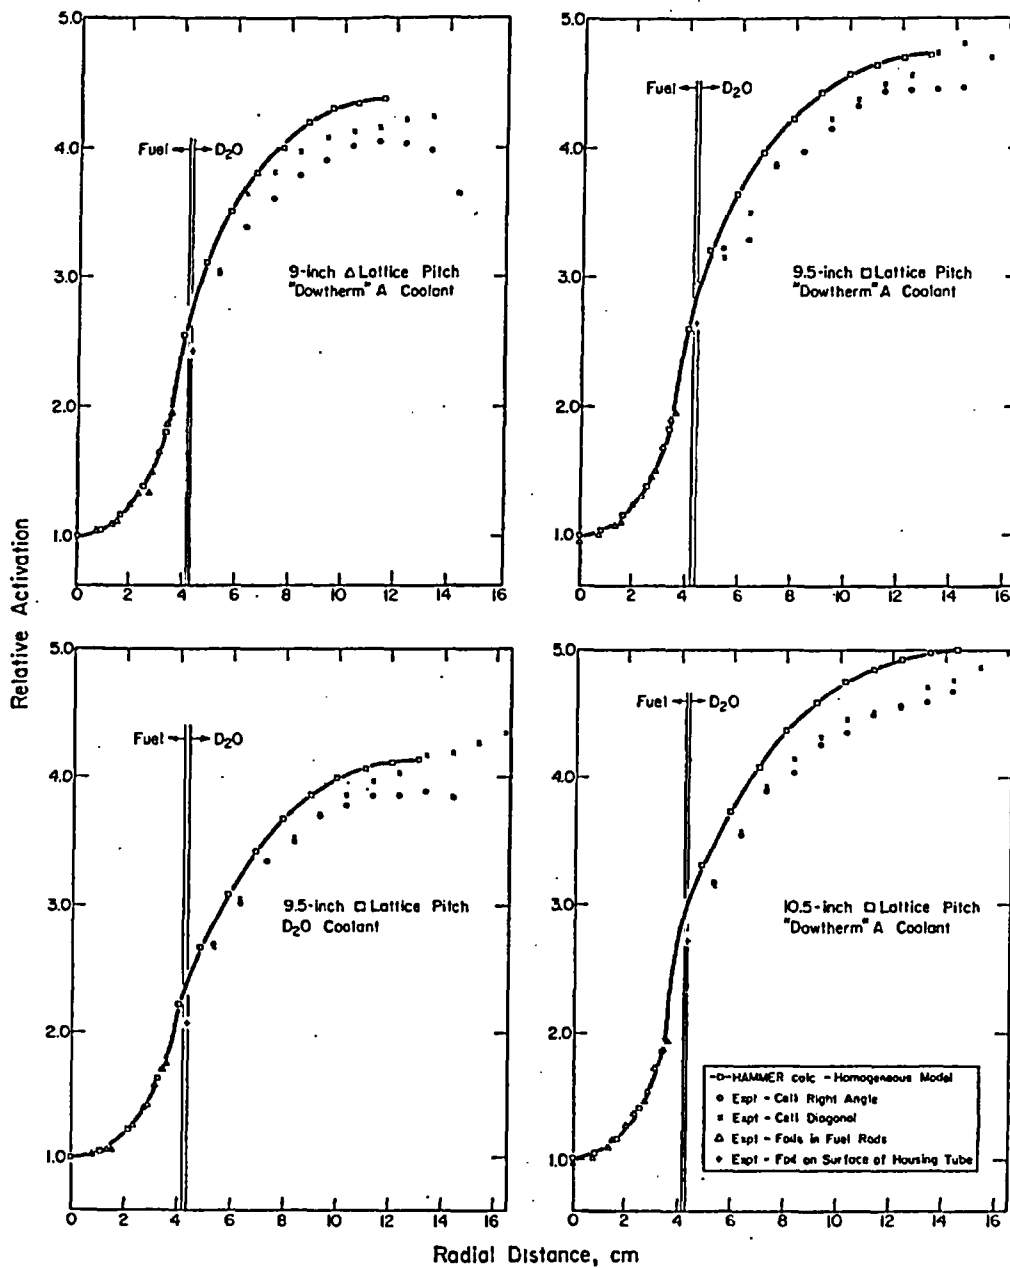 5.0
4.0
3.0
2.0
1.0
Fuel
D2O
9-inch △ Lattice Pitch
"Dowtherm" A Coolant
0 2 4 6 8 10 12 14 16
5.0
4.0
3.0
2.0
1.0
Fuel
D2O
9.5-inch □ Lattice Pitch
"Dowtherm" A Coolant
0 2 4 6 8 10 12 14 16
Relative Activation
5.0
4.0
3.0
2.0
1.0
Fuel
D2O
9.5-inch □ Lattice Pitch
D2O Coolant
0 2 4 6 8 10 12 14 16
5.0
4.0
3.0
2.0
1.0
Fuel
D2O
10.5-inch □ Lattice Pitch
"Dowtherm" A Coolant
HAMMER calc - Homogeneous Model
Expt - Cell Right Angle
Expt - Cell Diagonal
Expt - Foils in Fuel Rods
Expt - Foil on Surface of Housing Tube
0 2 4 6 8 10 12 14 16
Radial Distance, cm